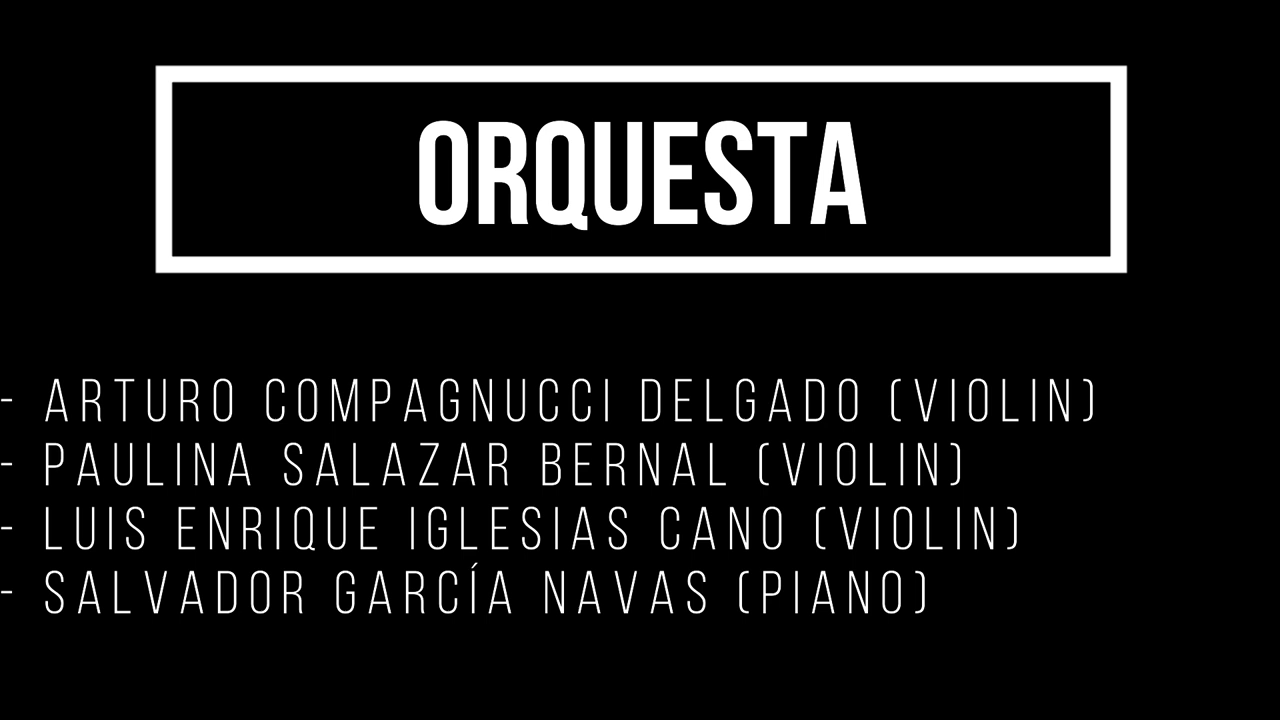 ORQUESTA
- ARTURO COMPAGNUCCI DELGADO (VIOLIN)
- PAULINA SALAZAR BERNAL (VIOLIN)
- LUIS ENRIQUE IGLESIAS CANO (VIOLIN)
- SALVADOR GARCÍA NAVAS (PIANO)